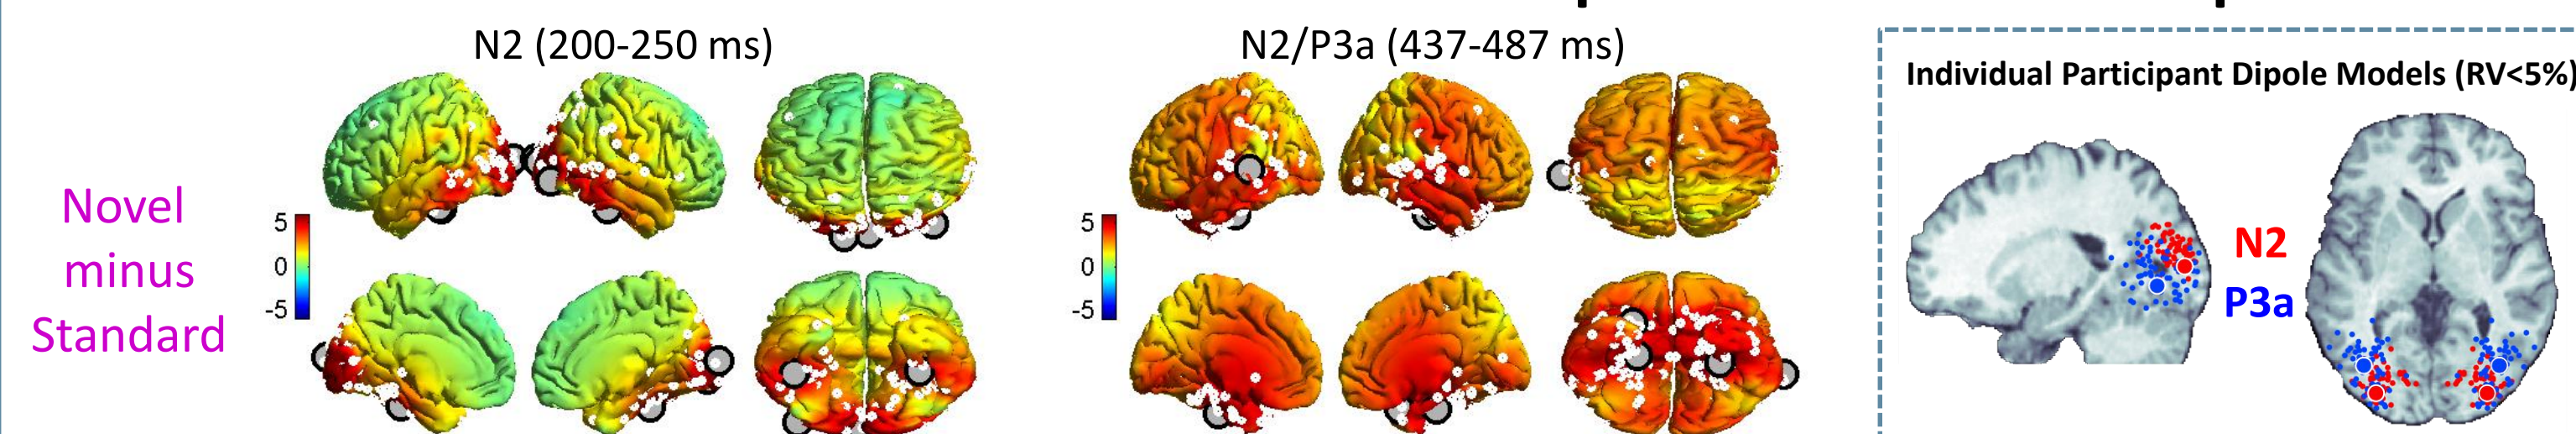 N2 (200-250 ms)
N2/P3a (437-487 ms)
Individual Participant Dipole Models (RV<5%)
Novel
minus
Standard
5
0
-5
5
0
-5
N2
P3a